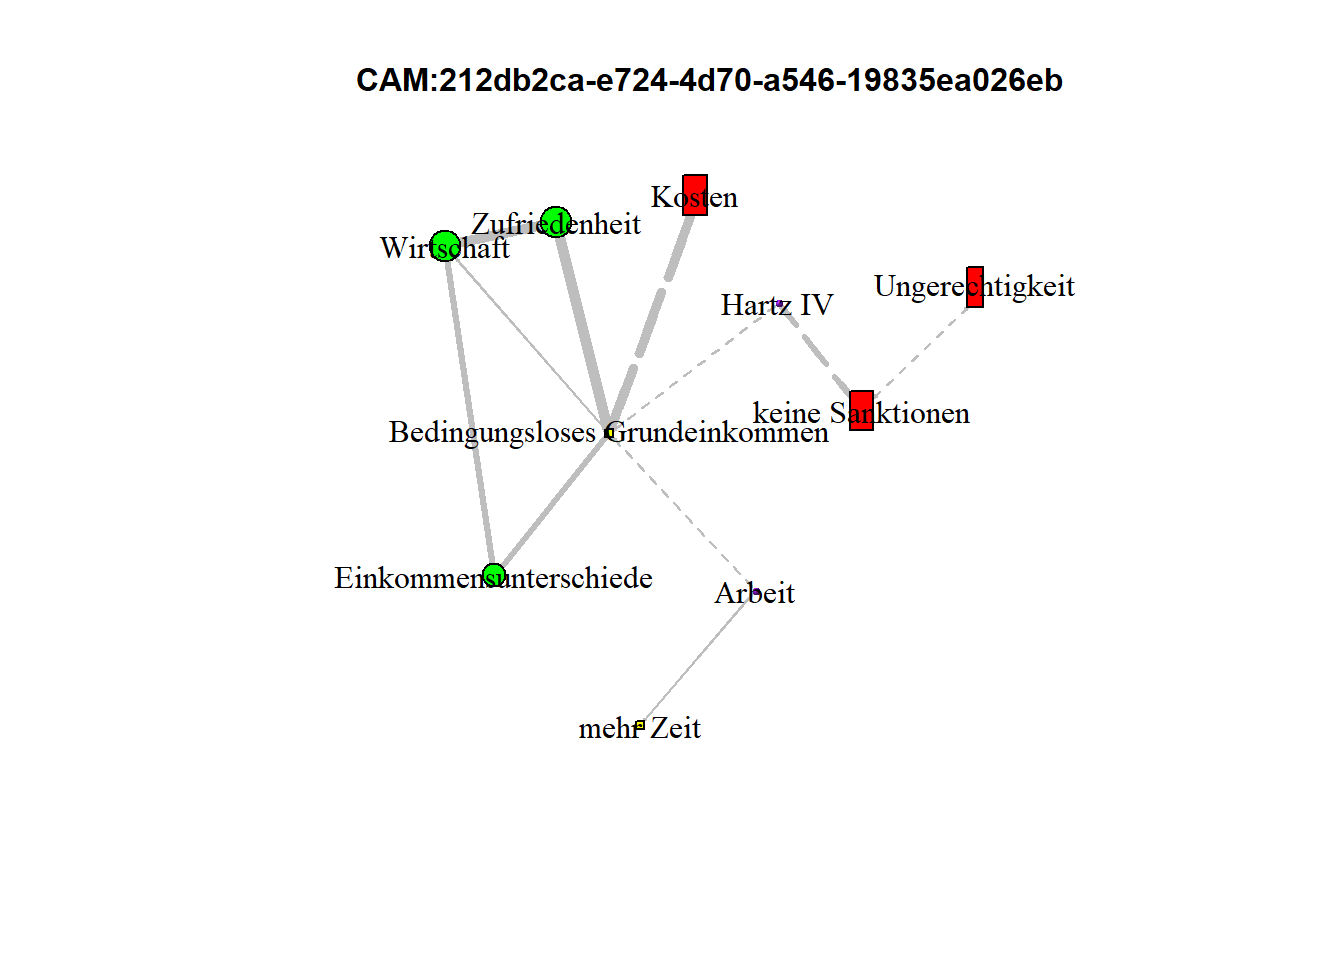 CAM:212db2ca-e724-4d70-a546-19835ea026eb
Kosten
Zufriedenheit
Wirtschaft
Ungerechtigkeit
Hartz IV
keine Sanktionen
Bedingungsloses Grundeinkommen
Einkommensunterschiede
Arbeit
mehr Zeit